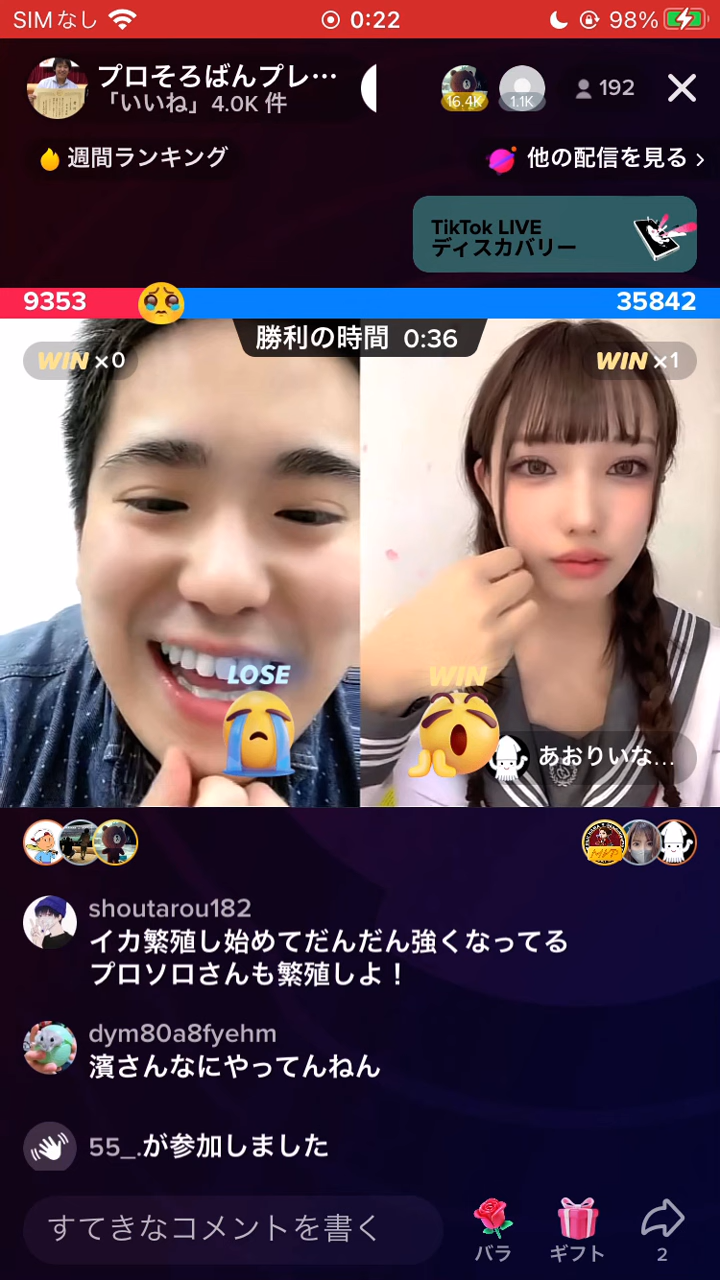 SIMなし
0:22
98%
プロそろばんプレ…
「いいね」4.0K 件
16.4K
1.1K
192
週間ランキング
他の配信を見る
TikTok LIVE
ディスカバリー
9353
35842
勝利の時間 0:36
WIN ×0
WIN ×1
LOSE
WIN
あおりいな...
shoutarou182
イカ繁殖し始めてだんだん強くなってる
プロソロさんも繁殖しよ！
dym80a8fyehm
濱さんなにやってんねん
55_.が参加しました
すてきなコメントを書く
バラ
ギフト
2